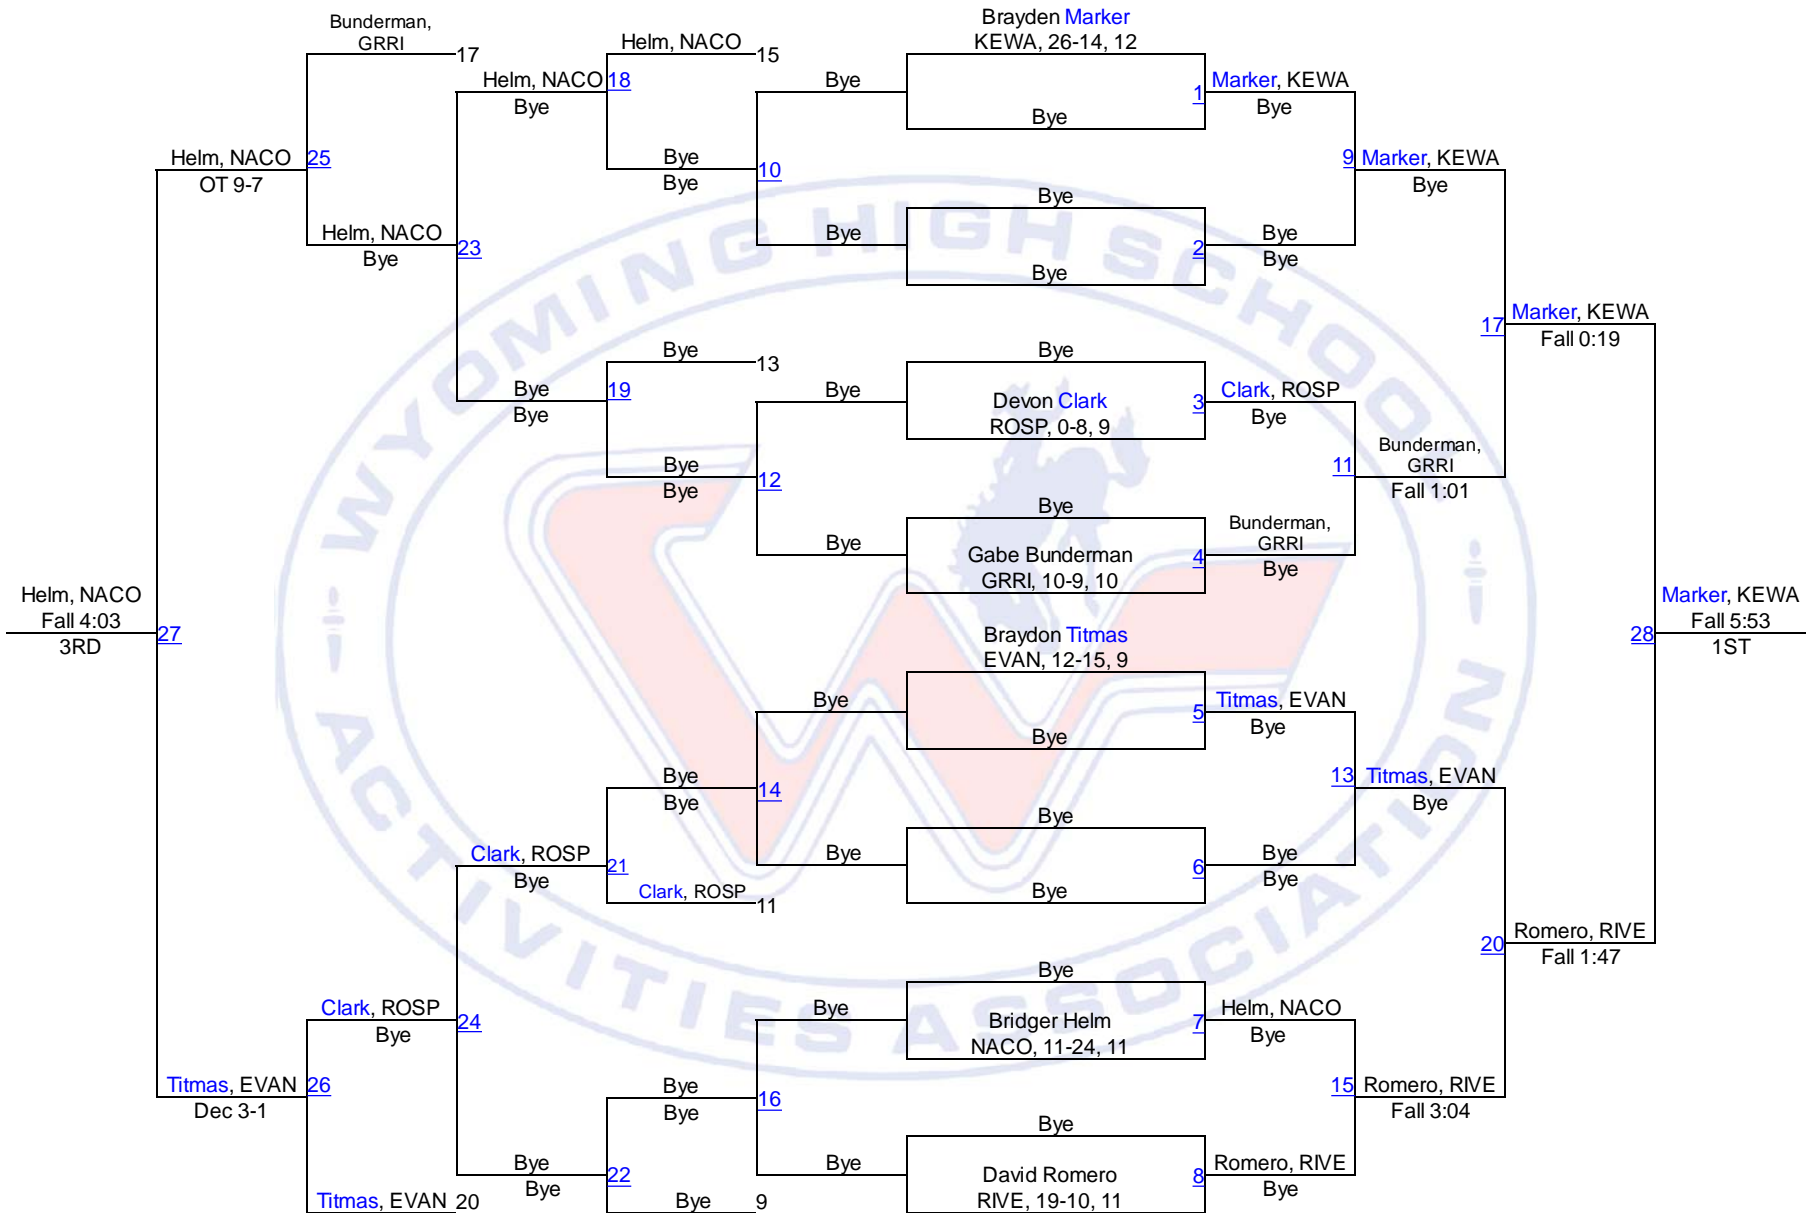 Bunderman,
GRRI
17
Helm, NACO
15
Brayden Marker
KEWA, 26-14, 12
Helm, NACO
18
Bye
Bye
1
Marker, KEWA
Bye
Bye
Helm, NACO
25
OT 9-7
Bye
10
Bye
9
Marker, KEWA
Bye
Bye
Helm, NACO
23
Bye
Bye
2
Bye
Bye
Bye
WYOMING HIGH SCHOOL
ACTIVITIES ASSOCIATION
17
Marker, KEWA
Fall 0:19
Bye
13
Bye
Bye
19
Bye
Bye
Devon Clark
ROSP, 0-8, 9
3
Clark, ROSP
Bye
Bye
12
Bye
11
Bunderman,
GRRI
Fall 1:01
Bye
Bye
Gabe Bunderman
GRRI, 10-9, 10
4
Bunderman,
GRRI
Bye
Helm, NACO
Fall 4:03
27
3RD
Marker, KEWA
Fall 5:53
28
1ST
Braydon Titmas
EVAN, 12-15, 9
Bye
5
Titmas, EVAN
Bye
Bye
Bye
14
Bye
13
Titmas, EVAN
Bye
Bye
Clark, ROSP
21
Bye
Bye
6
Bye
Bye
Bye
Clark, ROSP
11
20
Romero, RIVE
Fall 1:47
Bye
Clark, ROSP
24
Bye
Bye
Bridger Helm
NACO, 11-24, 11
7
Helm, NACO
Bye
Titmas, EVAN
26
Dec 3-1
Bye
16
Bye
15
Romero, RIVE
Fall 3:04
Bye
Bye
22
Bye
Bye
David Romero
RIVE, 19-10, 11
8
Romero, RIVE
Bye
Titmas, EVAN
20
Bye
9